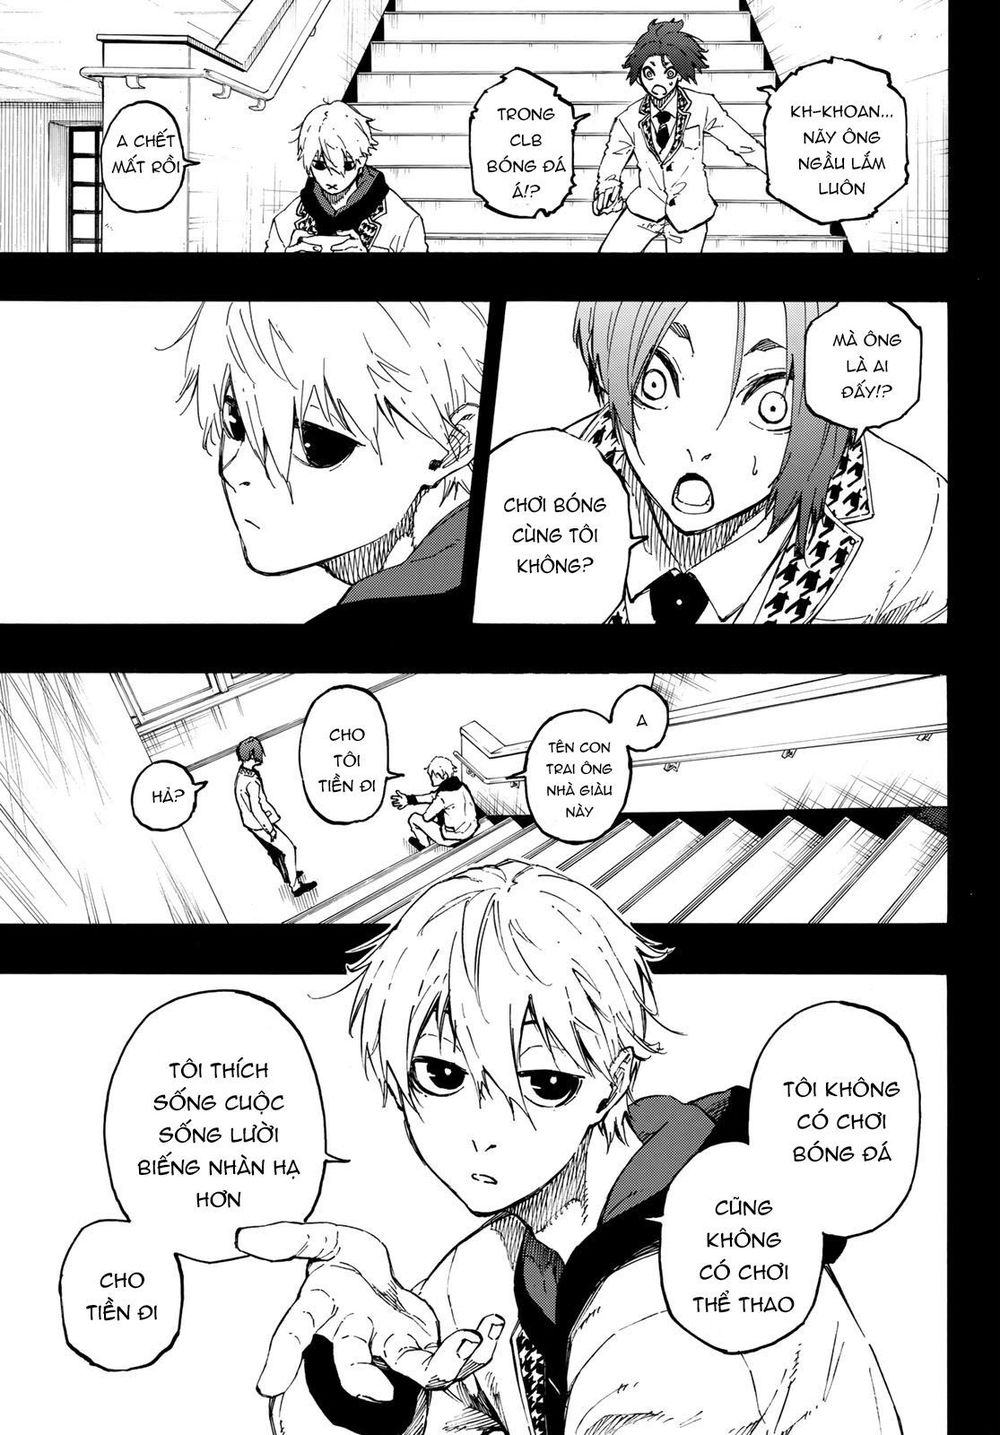 KH-KHOAN...
NÀY ÔNG
NGẦU LẮM
LUÔN
TRONG
CLB
BÓNG ĐÁ
Á!?
A CHẾT
MẤT RỒI
MÀ ÔNG
LÀ AI
ĐẤY!?
CHƠI BÓNG
CÙNG TÔI
KHÔNG?
A
TÊN CON
TRAI ÔNG
NHÀ GIÀU
NÀY
CHO
TÔI
TIỀN ĐI
HẢ?
TÔI KHÔNG
CÓ CHƠI
BÓNG ĐÁ
CŨNG
KHÔNG
CÓ CHƠI
THỂ THAO
TÔI THÍCH
SỐNG CUỘC
SỐNG LƯỜI
BIẾNG NHÀN HẠ
HƠN
CHO
TIỀN ĐI